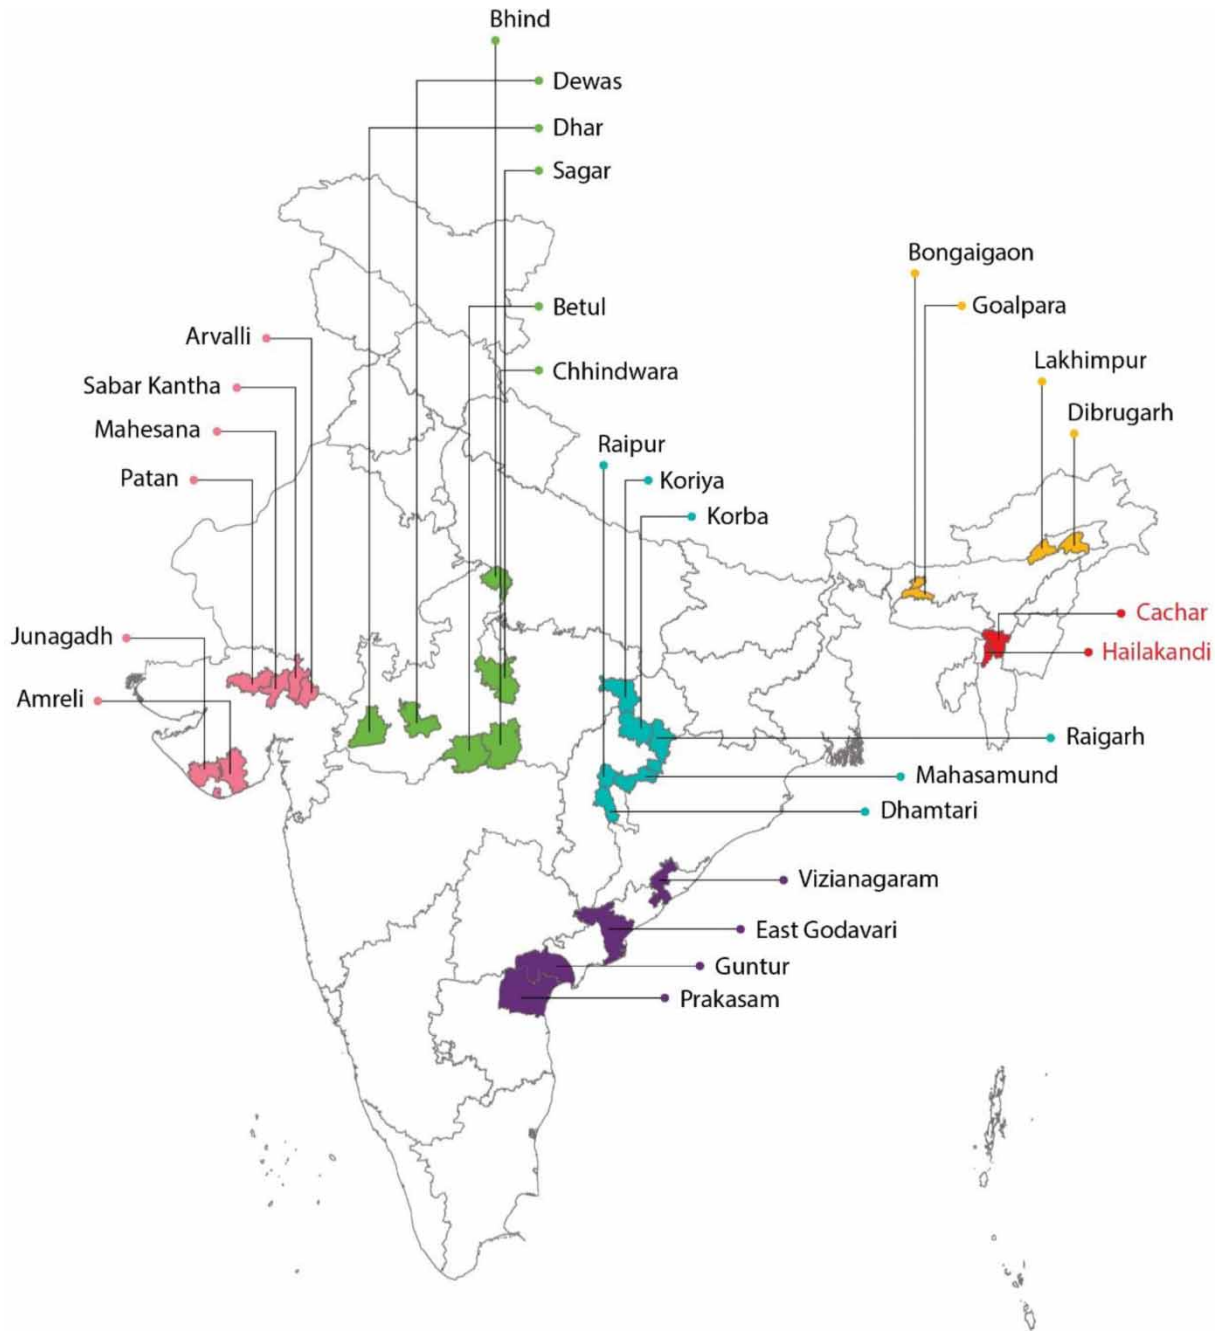 Bhind
Dewas
Dhar
Sagar
Bongaigaon
Goalpara
Betul
Arvalli
Lakhimpur
Chhindwara
Sabar Kantha
Dibrugarh
Mahesana
Raipur
Patan
Koriya
Korba
Cachar
Junagadh
Hailakandi
Amreli
Raigarh
Mahasamund
Dhamtari
Vizianagaram
East Godavari
Guntur
Prakasam